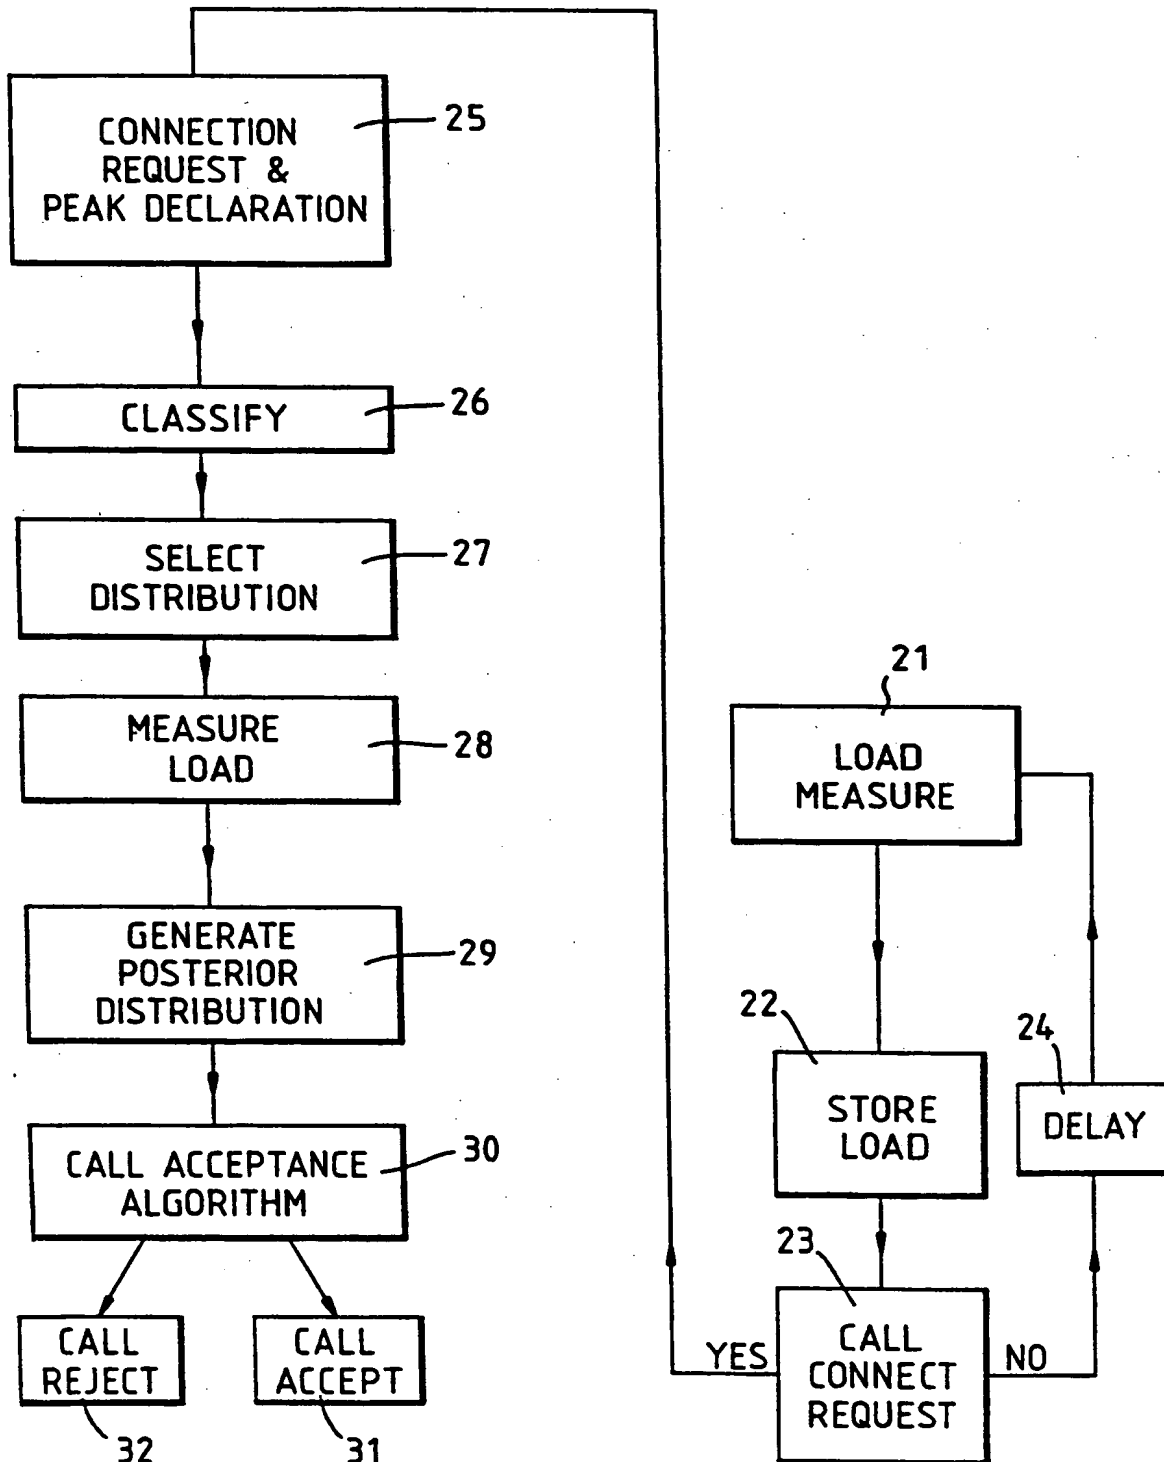 CONNECTION
REQUEST &
PEAK DECLARATION
25
CLASSIFY
26
SELECT
DISTRIBUTION
27
MEASURE
LOAD
28
GENERATE
POSTERIOR
DISTRIBUTION
29
CALL ACCEPTANCE
ALGORITHM
30
CALL
REJECT
32
CALL
ACCEPT
31
21
LOAD
MEASURE
22
STORE
LOAD
24
DELAY
23
CALL
CONNECT
REQUEST
YES
NO